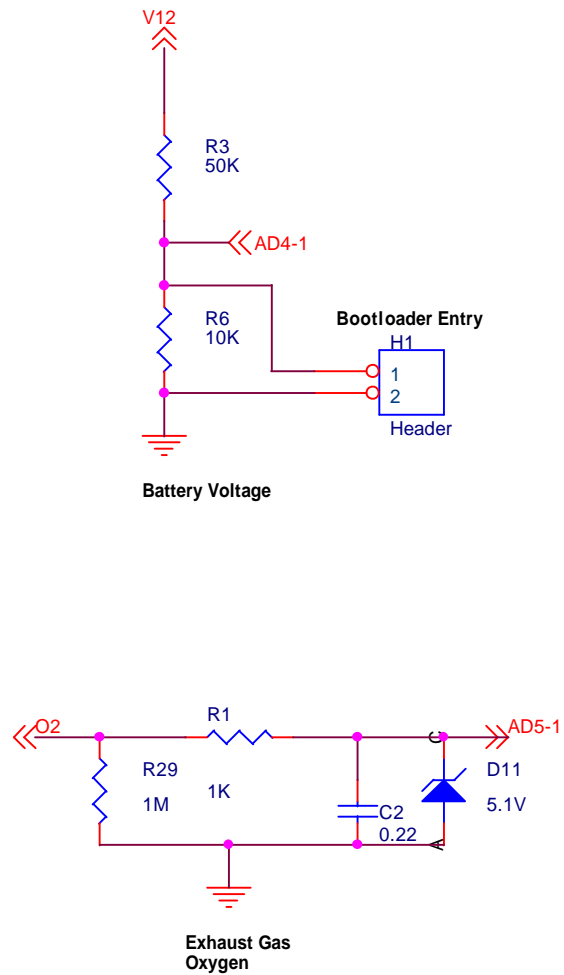 V12
R3
50K
AD4-1
R6
10K
Bootloader Entry
H1
1
2
Header
Battery Voltage
O2
R1
AD5-1
C
R29
1M
1K
D11
5.1V
C2
0.22
A
Exhaust Gas
Oxygen